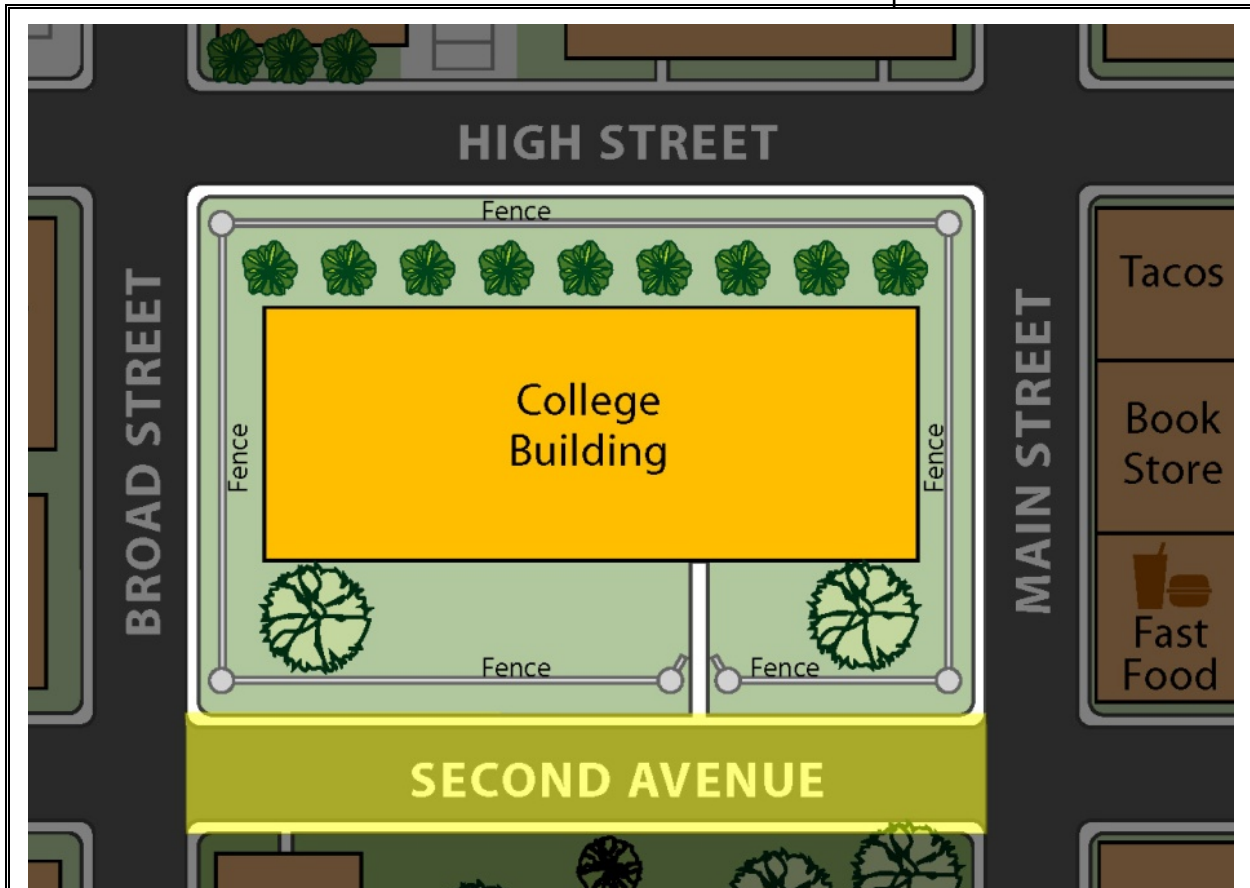 HIGH STREET
Fence
BROAD STREET
Fence
College
Building
Fence
MAIN STREET
Tacos
Book
Store
Fast
Food
Fence
Fence
SECOND AVENUE